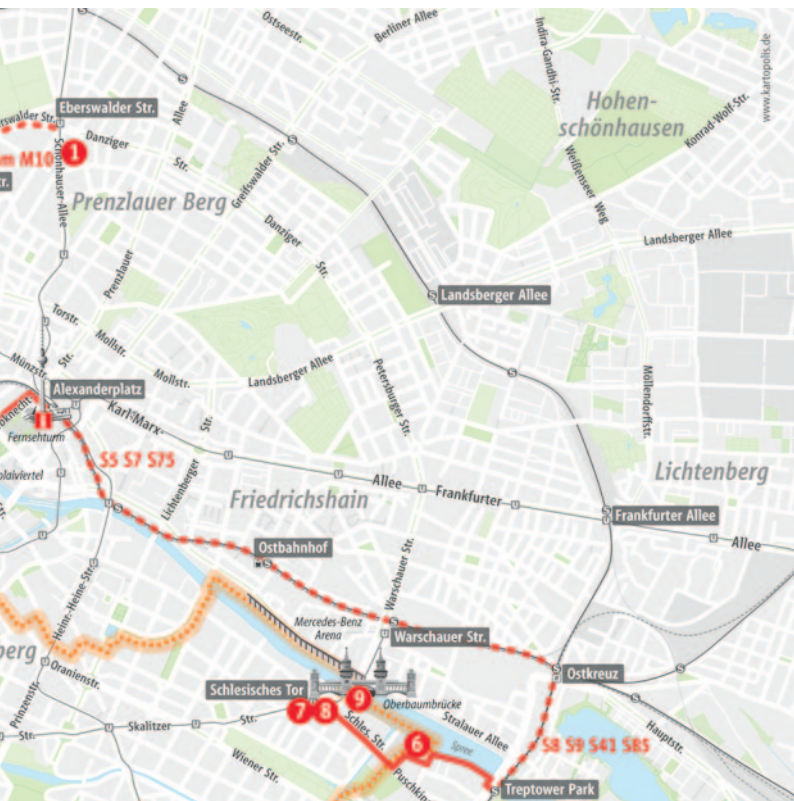 Ostseestr.
Berliner Allee
Indira-Gandhi-Str.
www.kartopolis.de
Hohen-
schönhausen
Konrad-Wolf-Str.
Eberswalder Str.
erswalder Str.
Allee
Danziger
Str.
1
M10
Schönhauser-Allee
Greifswalder Str.
Weißenseer Weg
Prenzlauer Berg
Danziger
Str.
Landsberger Allee
Prenzlauer
Landsberger Allee
Torstr.
Mollstr.
Mollstr.
Str.
Münzstr.
Landsberger Allee
Petersburger Str.
Möllendorffstr.
Alexanderplatz
Karl-Marx-
Str.
Fernsehturm
S5 S7 S75
Lichtenberger
Allee
Frankfurter
Lichtenberg
Friedrichshain
Frankfurter Allee
Allee
Ostbahnhof
Warschauer Str.
Heinr.-Heine-Str.
Mercedes-Benz
Arena
Warschauer Str.
Oranienstr.
Ostkreuz
Schlesisches Tor
Prinzenstr.
7
8
9
Oberbaumbrücke
Str.
Skalitzer
Str.
Schles. Str.
Stralauer Allee
Hauptstr.
6
Spree
S8 S9 S41 S85
Wiener Str.
Treptower Park